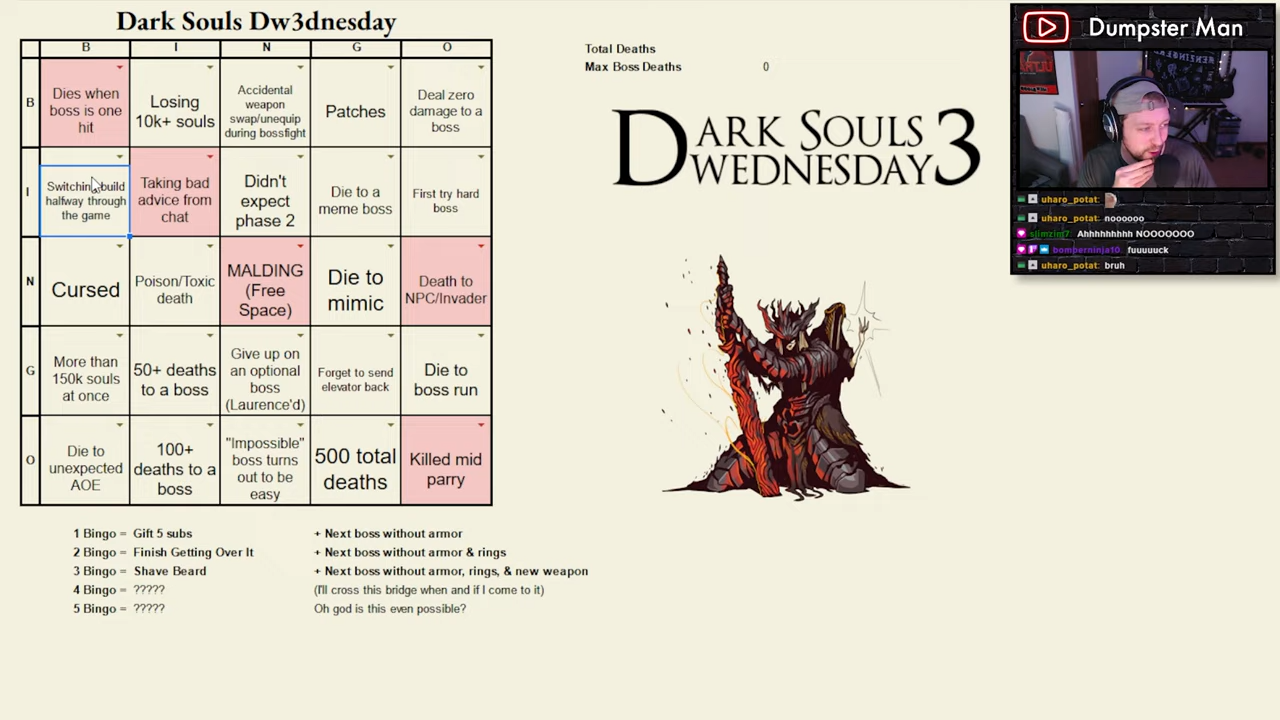 Dark Souls Dw3dnesday
B I N G O
B
Dies when
boss is one
hit
Losing
10k+ souls
Accidental
weapon
swap/unequip
during bossfight
Patches
Deal zero
damage to a
boss
I
Switching build
halfway through
the game
Taking bad
advice from
chat
Didn't
expect
phase 2
Die to a
meme boss
First try hard
boss
N
Cursed
Poison/Toxic
death
MALDING
(Free
Space)
Die to
mimic
Death to
NPC/Invader
G
More than
150k souls
at once
50+ deaths
to a boss
Give up on
an optional
boss
(Laurence'd)
Forget to send
elevator back
Die to
boss run
O
Die to
unexpected
AOE
100+
deaths to a
boss
"Impossible"
boss turns
out to be
easy
500 total
deaths
Killed mid
parry
1 Bingo = Gift 5 subs + Next boss without armor
2 Bingo = Finish Getting Over It + Next boss without armor & rings
3 Bingo = Shave Beard + Next boss without armor, rings, & new weapon
4 Bingo = ????? (I'll cross this bridge when and if I come to it)
5 Bingo = ????? Oh god is this even possible?
Total Deaths
Max Boss Deaths 0
DARK SOULS
WEDNESDAY 3
Dumpster Man
uharo_potat:
uharo_potat: noooooo
slimzim7: Ahhhhhhhhh NOOOOOOO
bomberninja10: fuuuuuck
uharo_potat: bruh